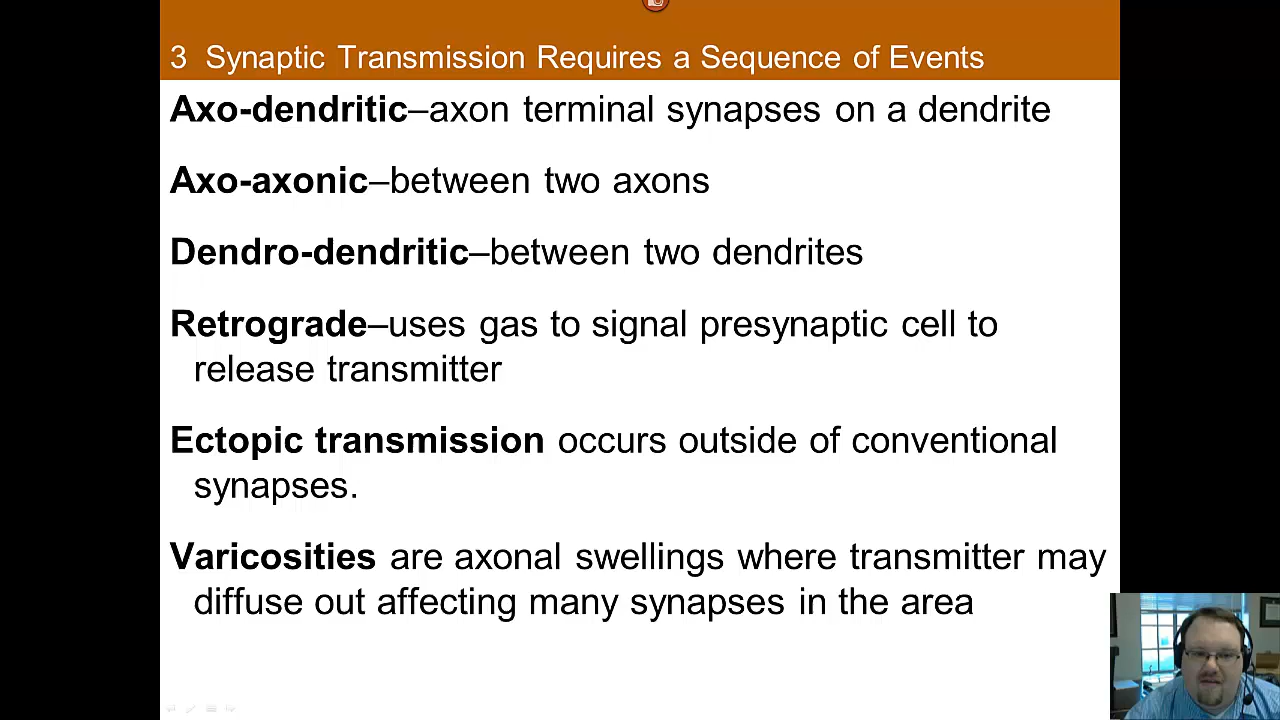 3 Synaptic Transmission Requires a Sequence of Events
Axo-dendritic–axon terminal synapses on a dendrite
Axo-axonic–between two axons
Dendro-dendritic–between two dendrites
Retrograde–uses gas to signal presynaptic cell to
release transmitter
Ectopic transmission occurs outside of conventional
synapses.
Varicosities are axonal swellings where transmitter may
diffuse out affecting many synapses in the area